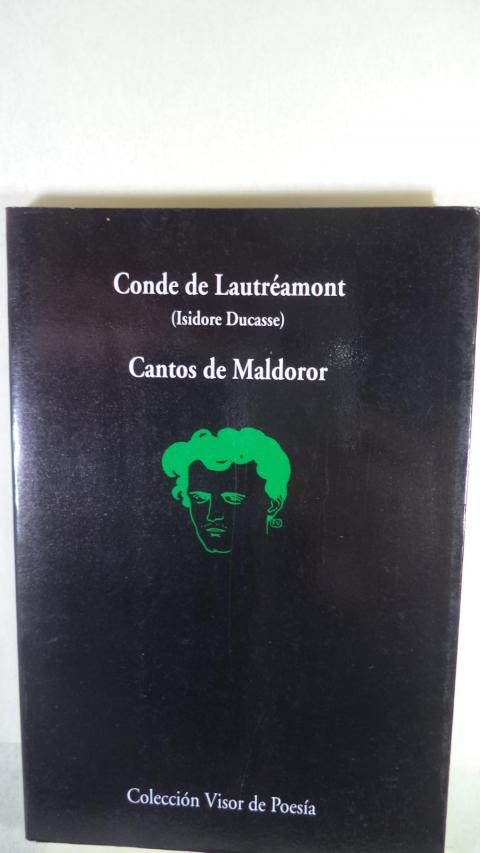 Conde de Lautréamont
(Isidore Ducasse)
Cantos de Maldoror
Colección Visor de Poesía